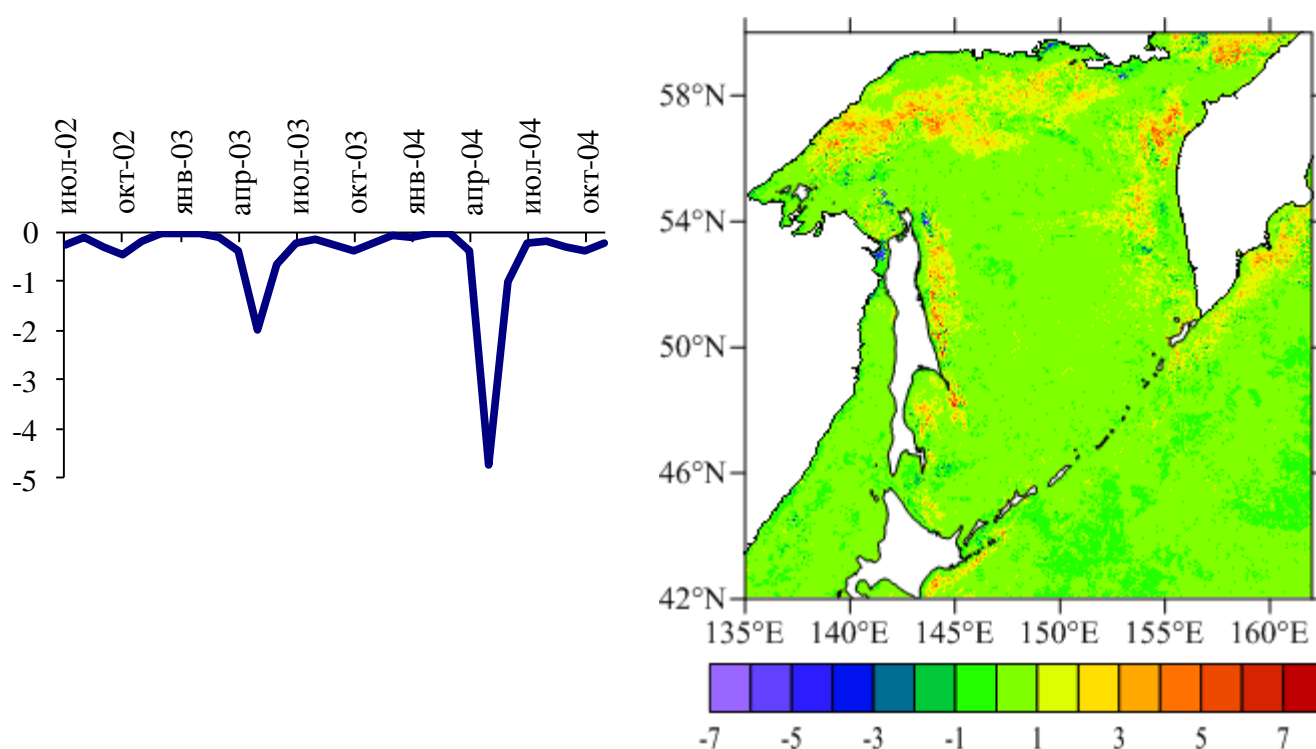 июл-02
окт-02
янв-03
апр-03
июл-03
окт-03
янв-04
апр-04
июл-04
окт-04
0
-1
-2
-3
-4
-5
58°N
54°N
50°N
46°N
42°N
135°E 140°E 145°E 150°E 155°E 160°E
-7 -5 -3 -1 1 3 5 7